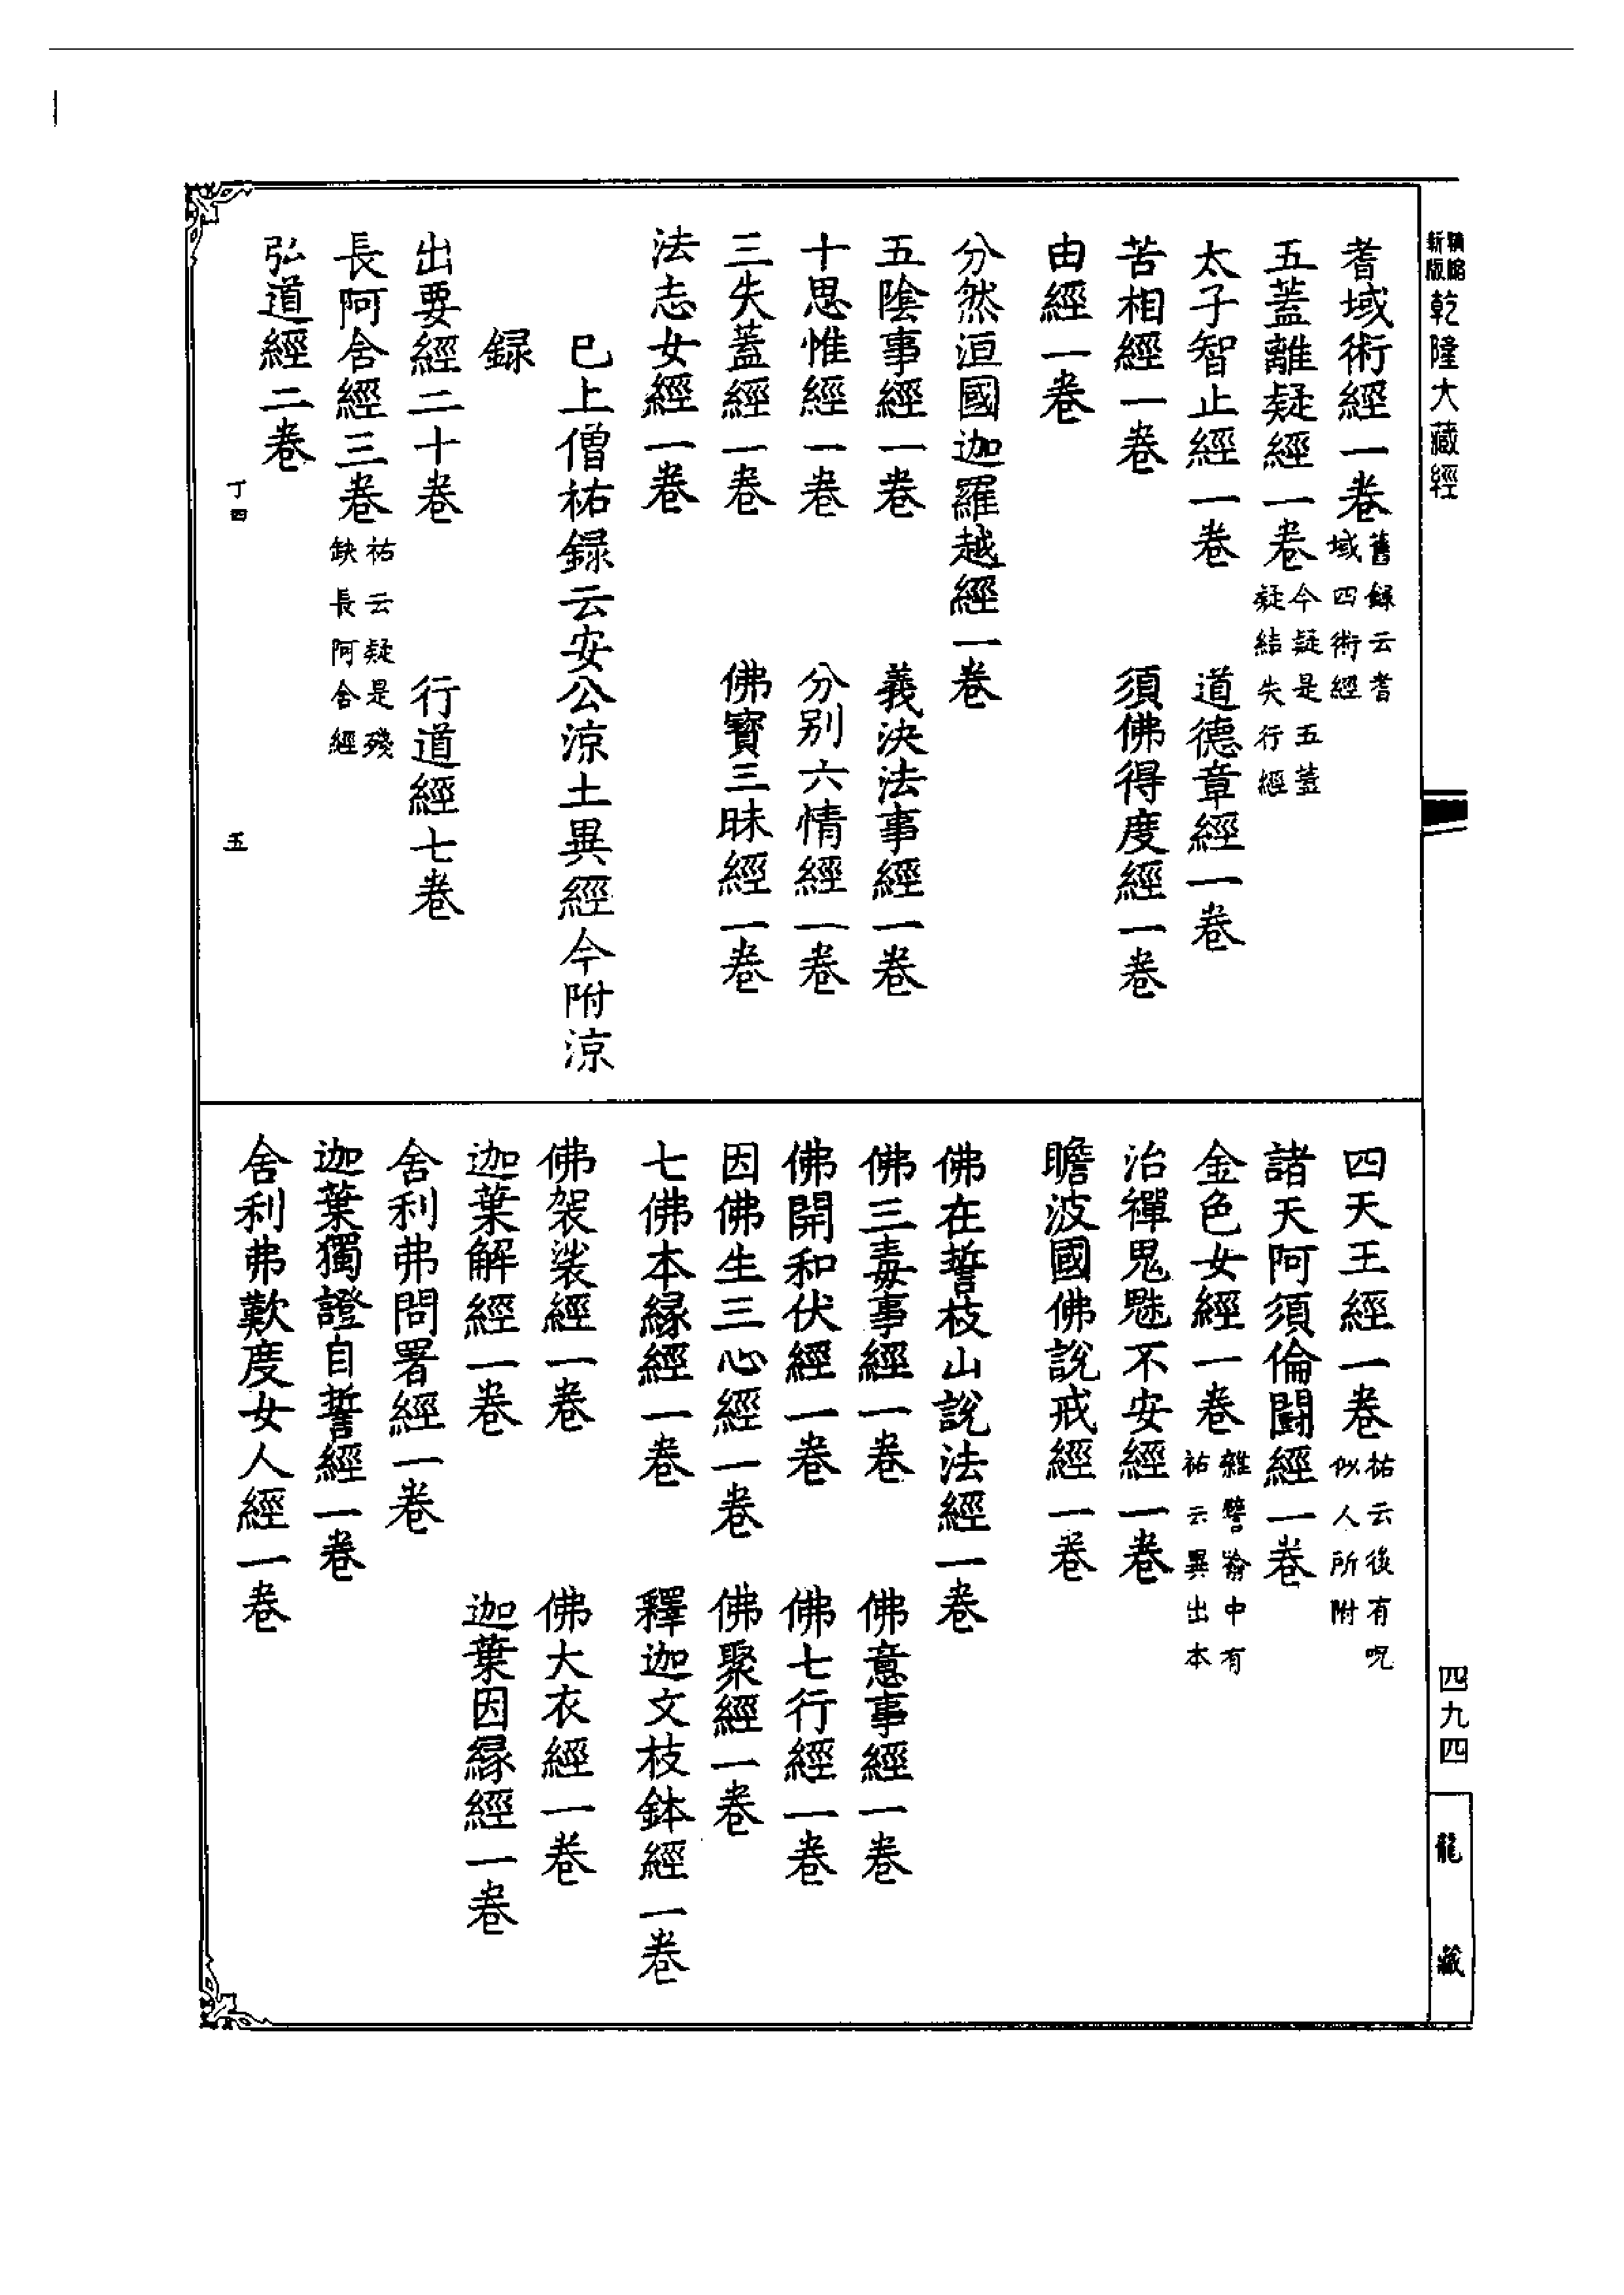 精縮
新版
乾隆大藏經
耆域術經一卷舊錄云耆域四術經
五蓋離疑經一卷今疑是五蓋疑結失行經
太子智止經一卷　道德章經一卷
苦相經一卷　須佛得度經一卷
由經一卷
分然洹國迦羅越經一卷
五陰事經一卷　義決法事經一卷
十思惟經一卷　分别六情經一卷
三失蓋經一卷　佛寶三昧經一卷
法志女經一卷
已上僧祐録云安公涼土異經今附涼
録
出要經二十卷　行道經七卷
長阿含經三卷祐云疑是殘缺長阿含經
弘道經二卷
丁四　五
四天王經一卷祐云後有呪似人所附
諸天阿須倫鬭經一卷
金色女經一卷雜譬喻中有祐云異出本
治禪鬼魅不安經一卷
瞻波國佛說戒經一卷
佛在誓枝山說法經一卷
佛三毒事經一卷　佛意事經一卷
佛開和伏經一卷　佛七行經一卷
因佛生三心經一卷　佛聚經一卷
七佛本緣經一卷　釋迦文枝鉢經一卷
佛袈裟經一卷　佛大衣經一卷
迦葉解經一卷　迦葉因緣經一卷
舍利弗問署經一卷
迦葉獨證自誓經一卷
舍利弗歎度女人經一卷
四九四
龍藏